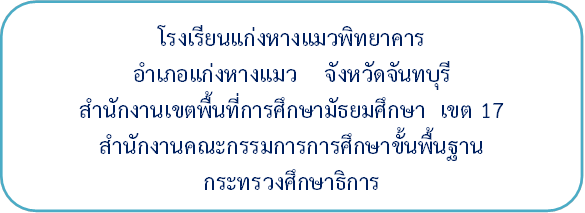 โรงเรียนแก่งหางแมวพิทยาคาร
อำเภอแก่งหางแมว จังหวัดจันทบุรี
สำนักงานเขตพื้นที่การศึกษามัธยมศึกษา เขต 17
สำนักงานคณะกรรมการการศึกษาขั้นพื้นฐาน
กระทรวงศึกษาธิการ